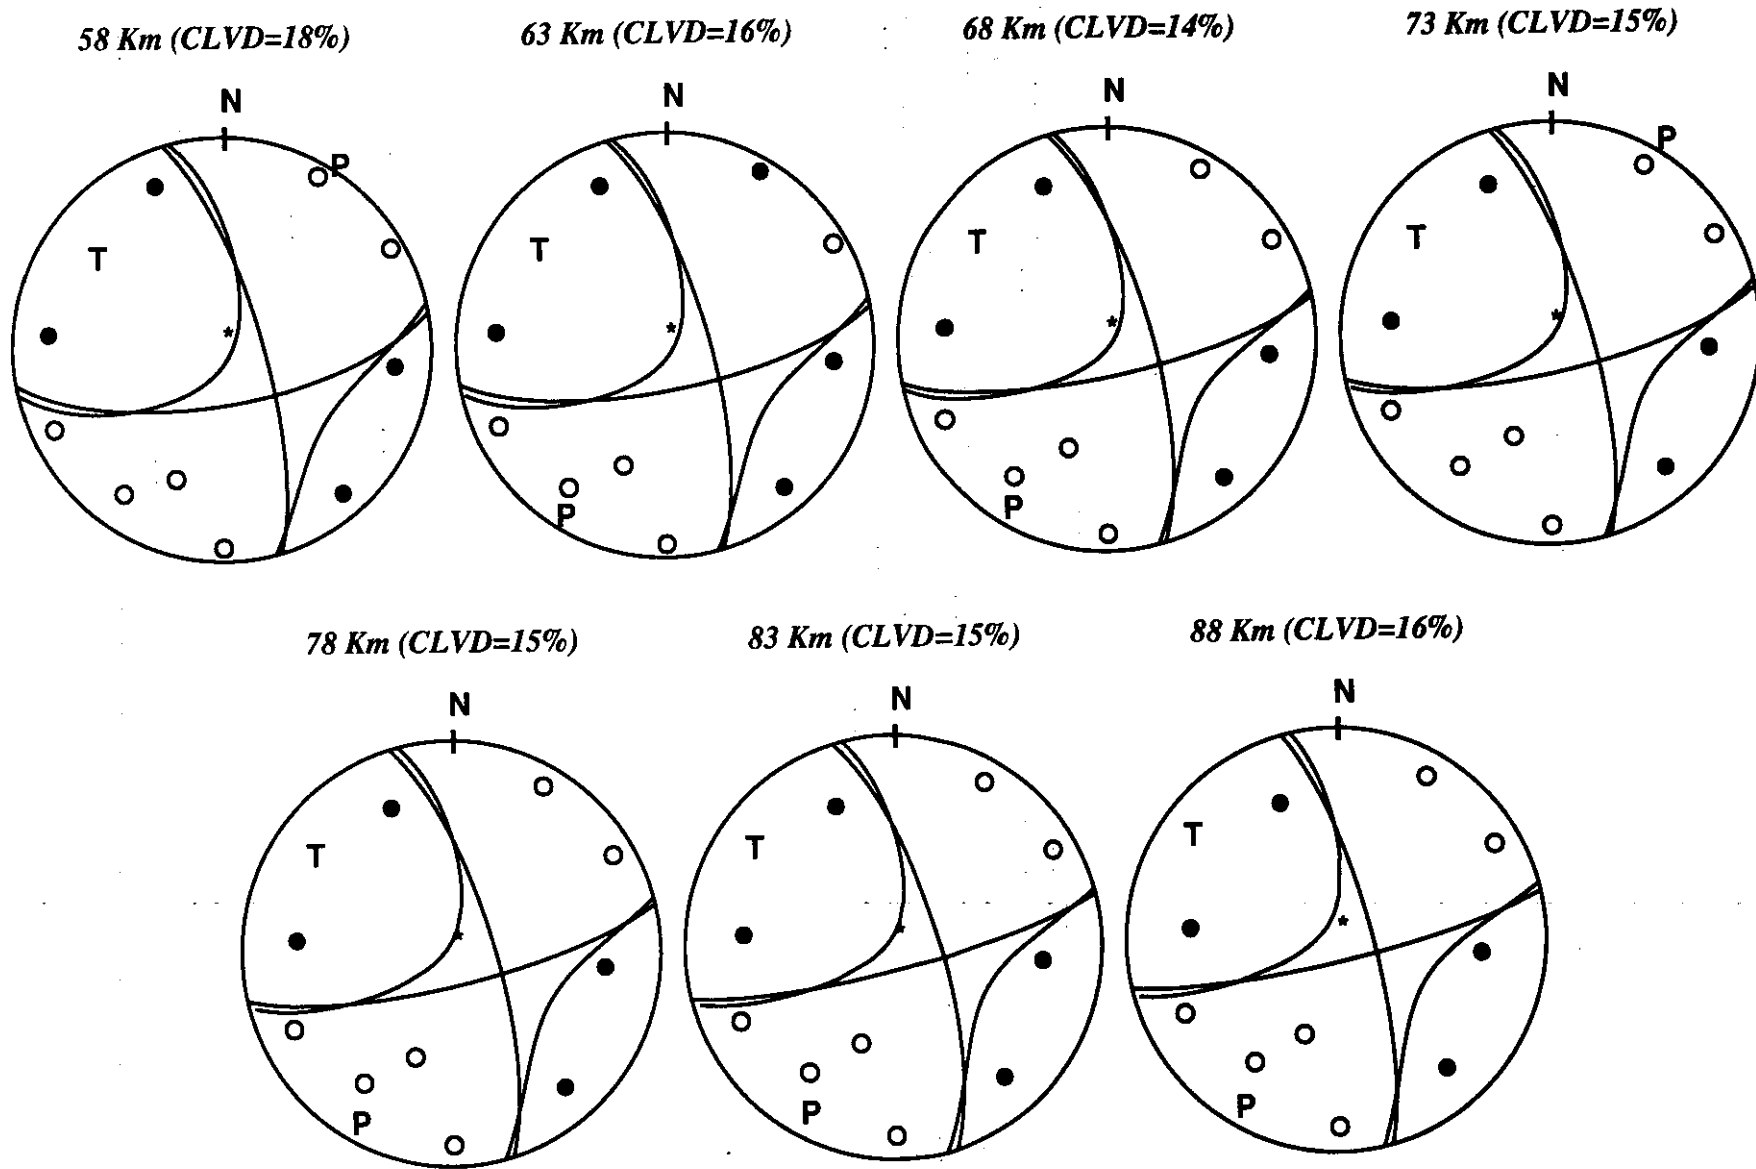 58 Km (CLVD=18%)
63 Km (CLVD=16%)
68 Km (CLVD=14%)
73 Km (CLVD=15%)
N
N
N
N
P
T
*
T
*
P
T
*
P
P
T
*
78 Km (CLVD=15%)
83 Km (CLVD=15%)
88 Km (CLVD=16%)
N
N
N
T
*
P
T
*
P
T
*
P